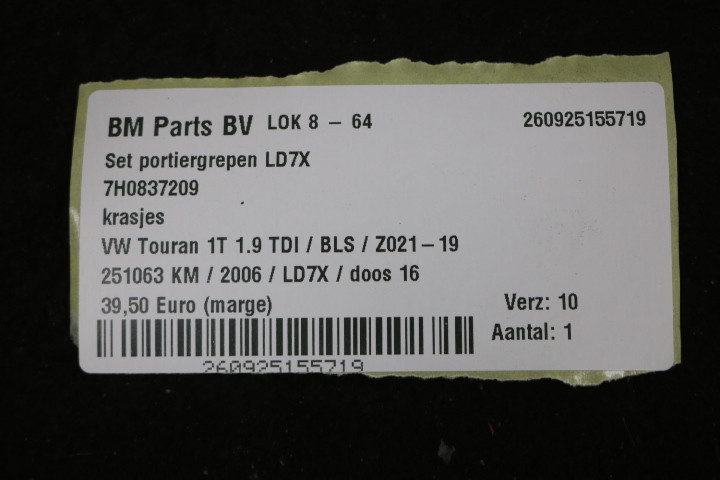 BM Parts BV LOK 8 - 64 260925155719
Set portiergrepen LD7X
7H0837209
krasjes
VW Touran 1T 1.9 TDI / BLS / Z021-19
251063 KM / 2006 / LD7X / doos 16
39,50 Euro (marge) Verz: 10
Aantal: 1
260925155719